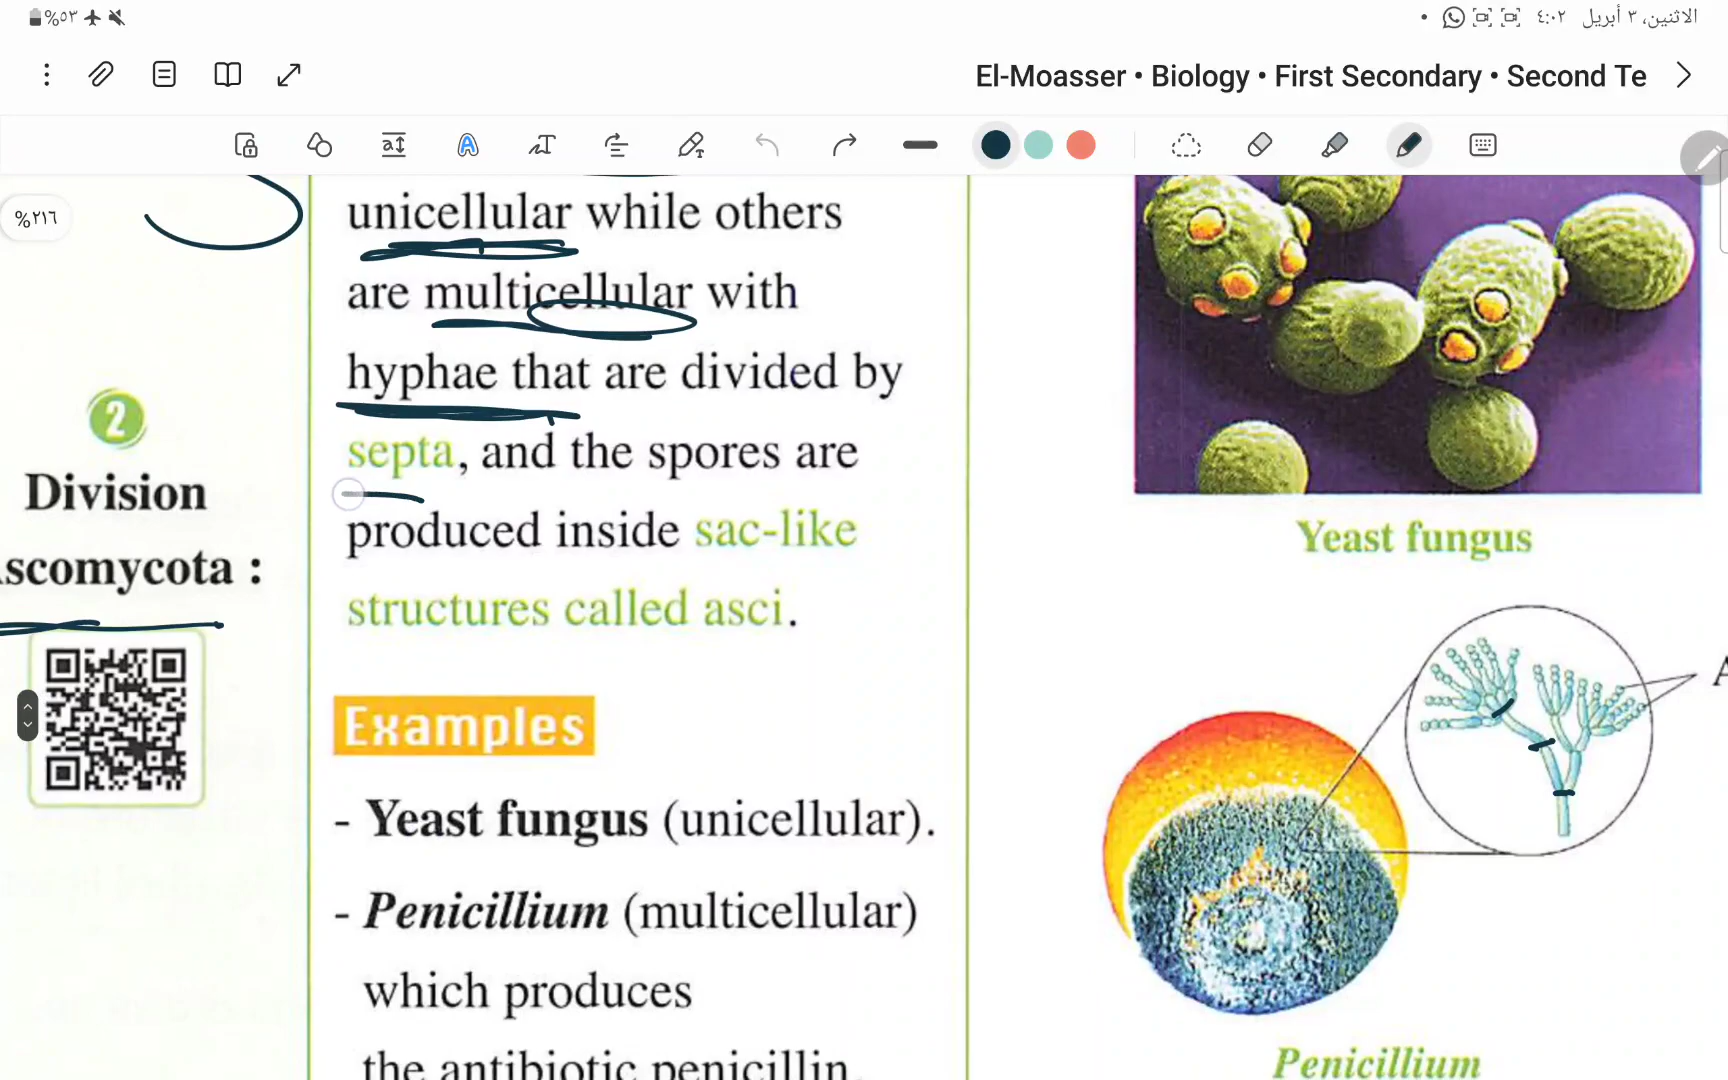 %٥٣
الاثنين، ٣ أبريل ٤:٠٢
El-Moasser • Biology • First Secondary • Second Te
%٢١٦
2
Division
scomycota :
unicellular while others
are multicellular with
hyphae that are divided by
septa, and the spores are
produced inside sac-like
structures called asci.
Examples
- Yeast fungus (unicellular).
- Penicillium (multicellular)
which produces
the antibiotic penicillin.
Yeast fungus
A
Penicillium